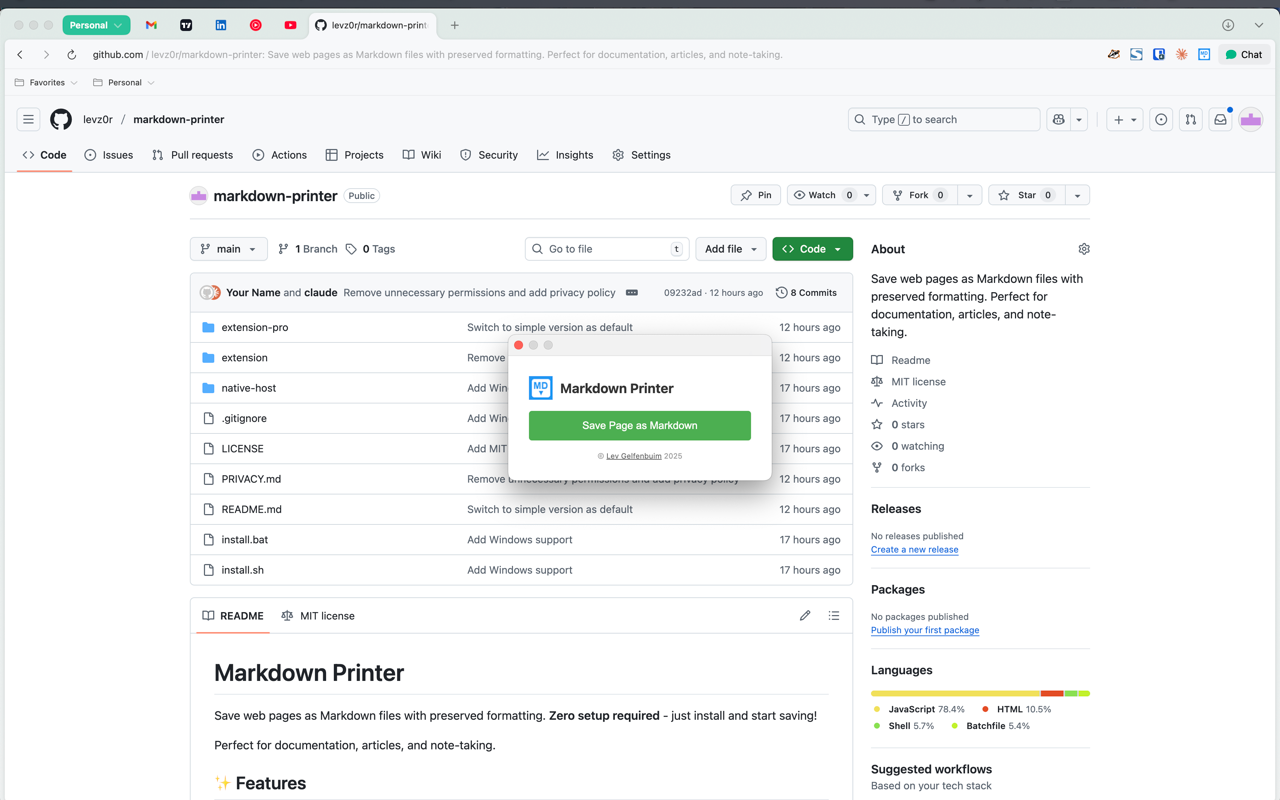 Personal
levz0r/markdown-print
github.com / levz0r/markdown-printer: Save web pages as Markdown files with preserved formatting. Perfect for documentation, articles, and note-taking.
Chat
Favorites
Personal
levz0r / markdown-printer
Type / to search
Code
Issues
Pull requests
Actions
Projects
Wiki
Security
Insights
Settings
markdown-printer Public
Pin
Watch 0
Fork 0
Star 0
main
1 Branch
0 Tags
Go to file t
Add file
Code
Your Name and claude Remove unnecessary permissions and add privacy policy
09232ad · 12 hours ago
8 Commits
extension-pro Switch to simple version as default 12 hours ago
extension Remove 12 hours ago
native-host Add Win 17 hours ago
.gitignore Add Win 17 hours ago
LICENSE Add MIT 17 hours ago
PRIVACY.md Remove unnecessary permissions and add privacy policy 12 hours ago
README.md Switch to simple version as default 12 hours ago
install.bat Add Windows support 17 hours ago
install.sh Add Windows support 17 hours ago
MD Markdown Printer
Save Page as Markdown
© Lev Gelfenbuim 2025
README
MIT license
Markdown Printer
Save web pages as Markdown files with preserved formatting. Zero setup required - just install and start saving!
Perfect for documentation, articles, and note-taking.
✨ Features
About
Save web pages as Markdown files with
preserved formatting. Perfect for
documentation, articles, and note-
taking.
Readme
MIT license
Activity
0 stars
0 watching
0 forks
Releases
No releases published
Create a new release
Packages
No packages published
Publish your first package
Languages
JavaScript 78.4% HTML 10.5%
Shell 5.7% Batchfile 5.4%
Suggested workflows
Based on your tech stack